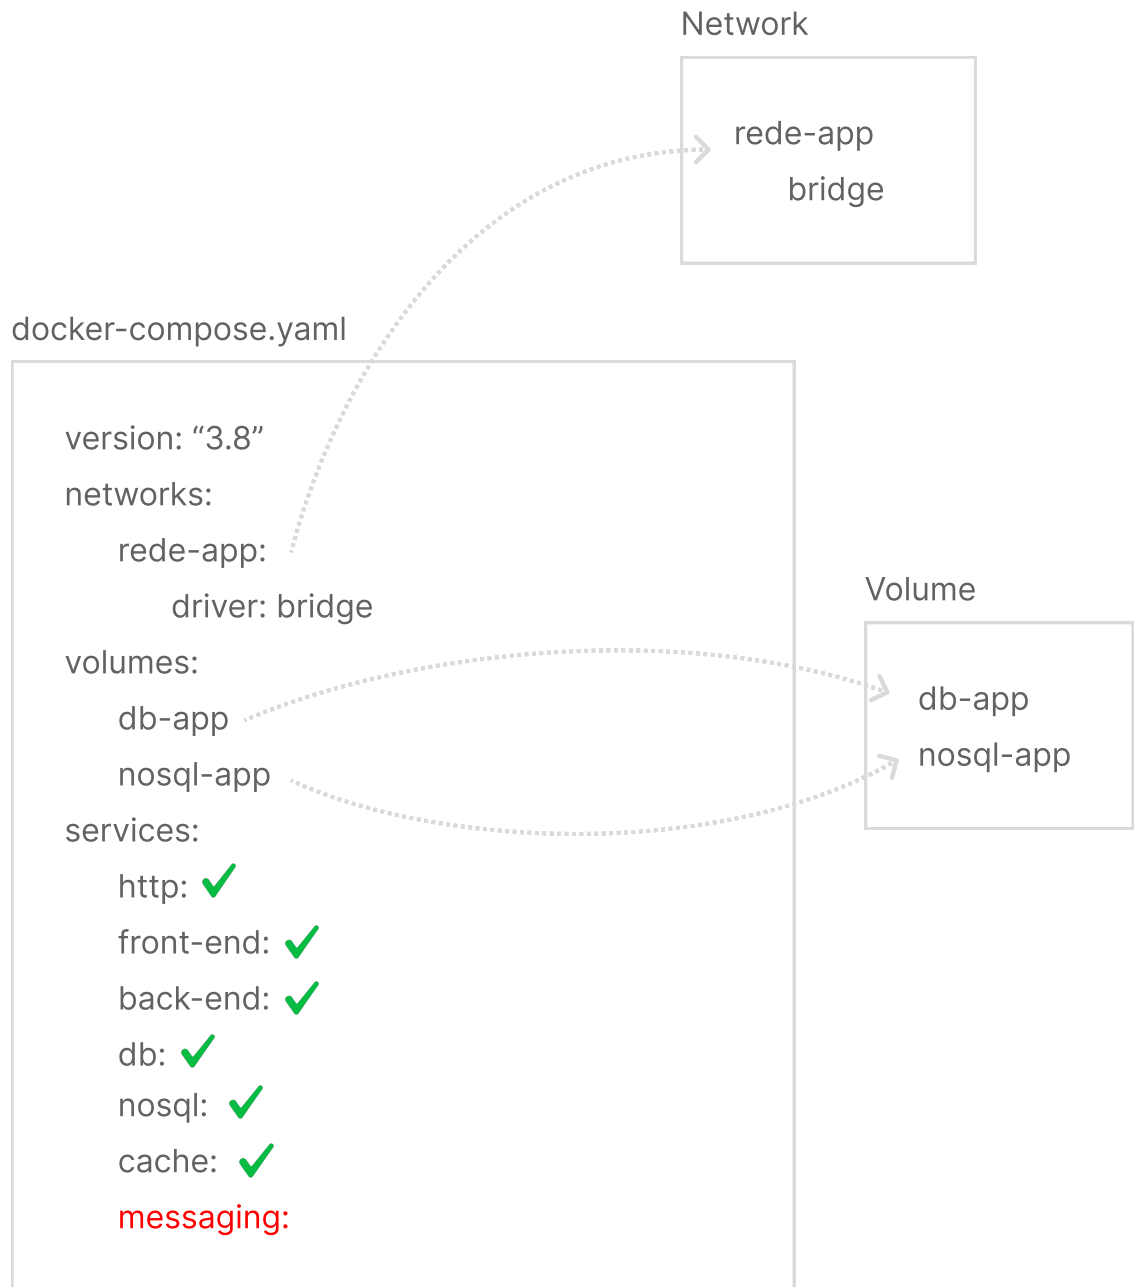 Network
rede-app
bridge
docker-compose.yaml
version: “3.8”
networks:
rede-app:
driver: bridge
volumes:
db-app
nosql-app
services:
http:
front-end:
back-end:
db:
nosql:
cache:
messaging:
Volume
db-app
nosql-app